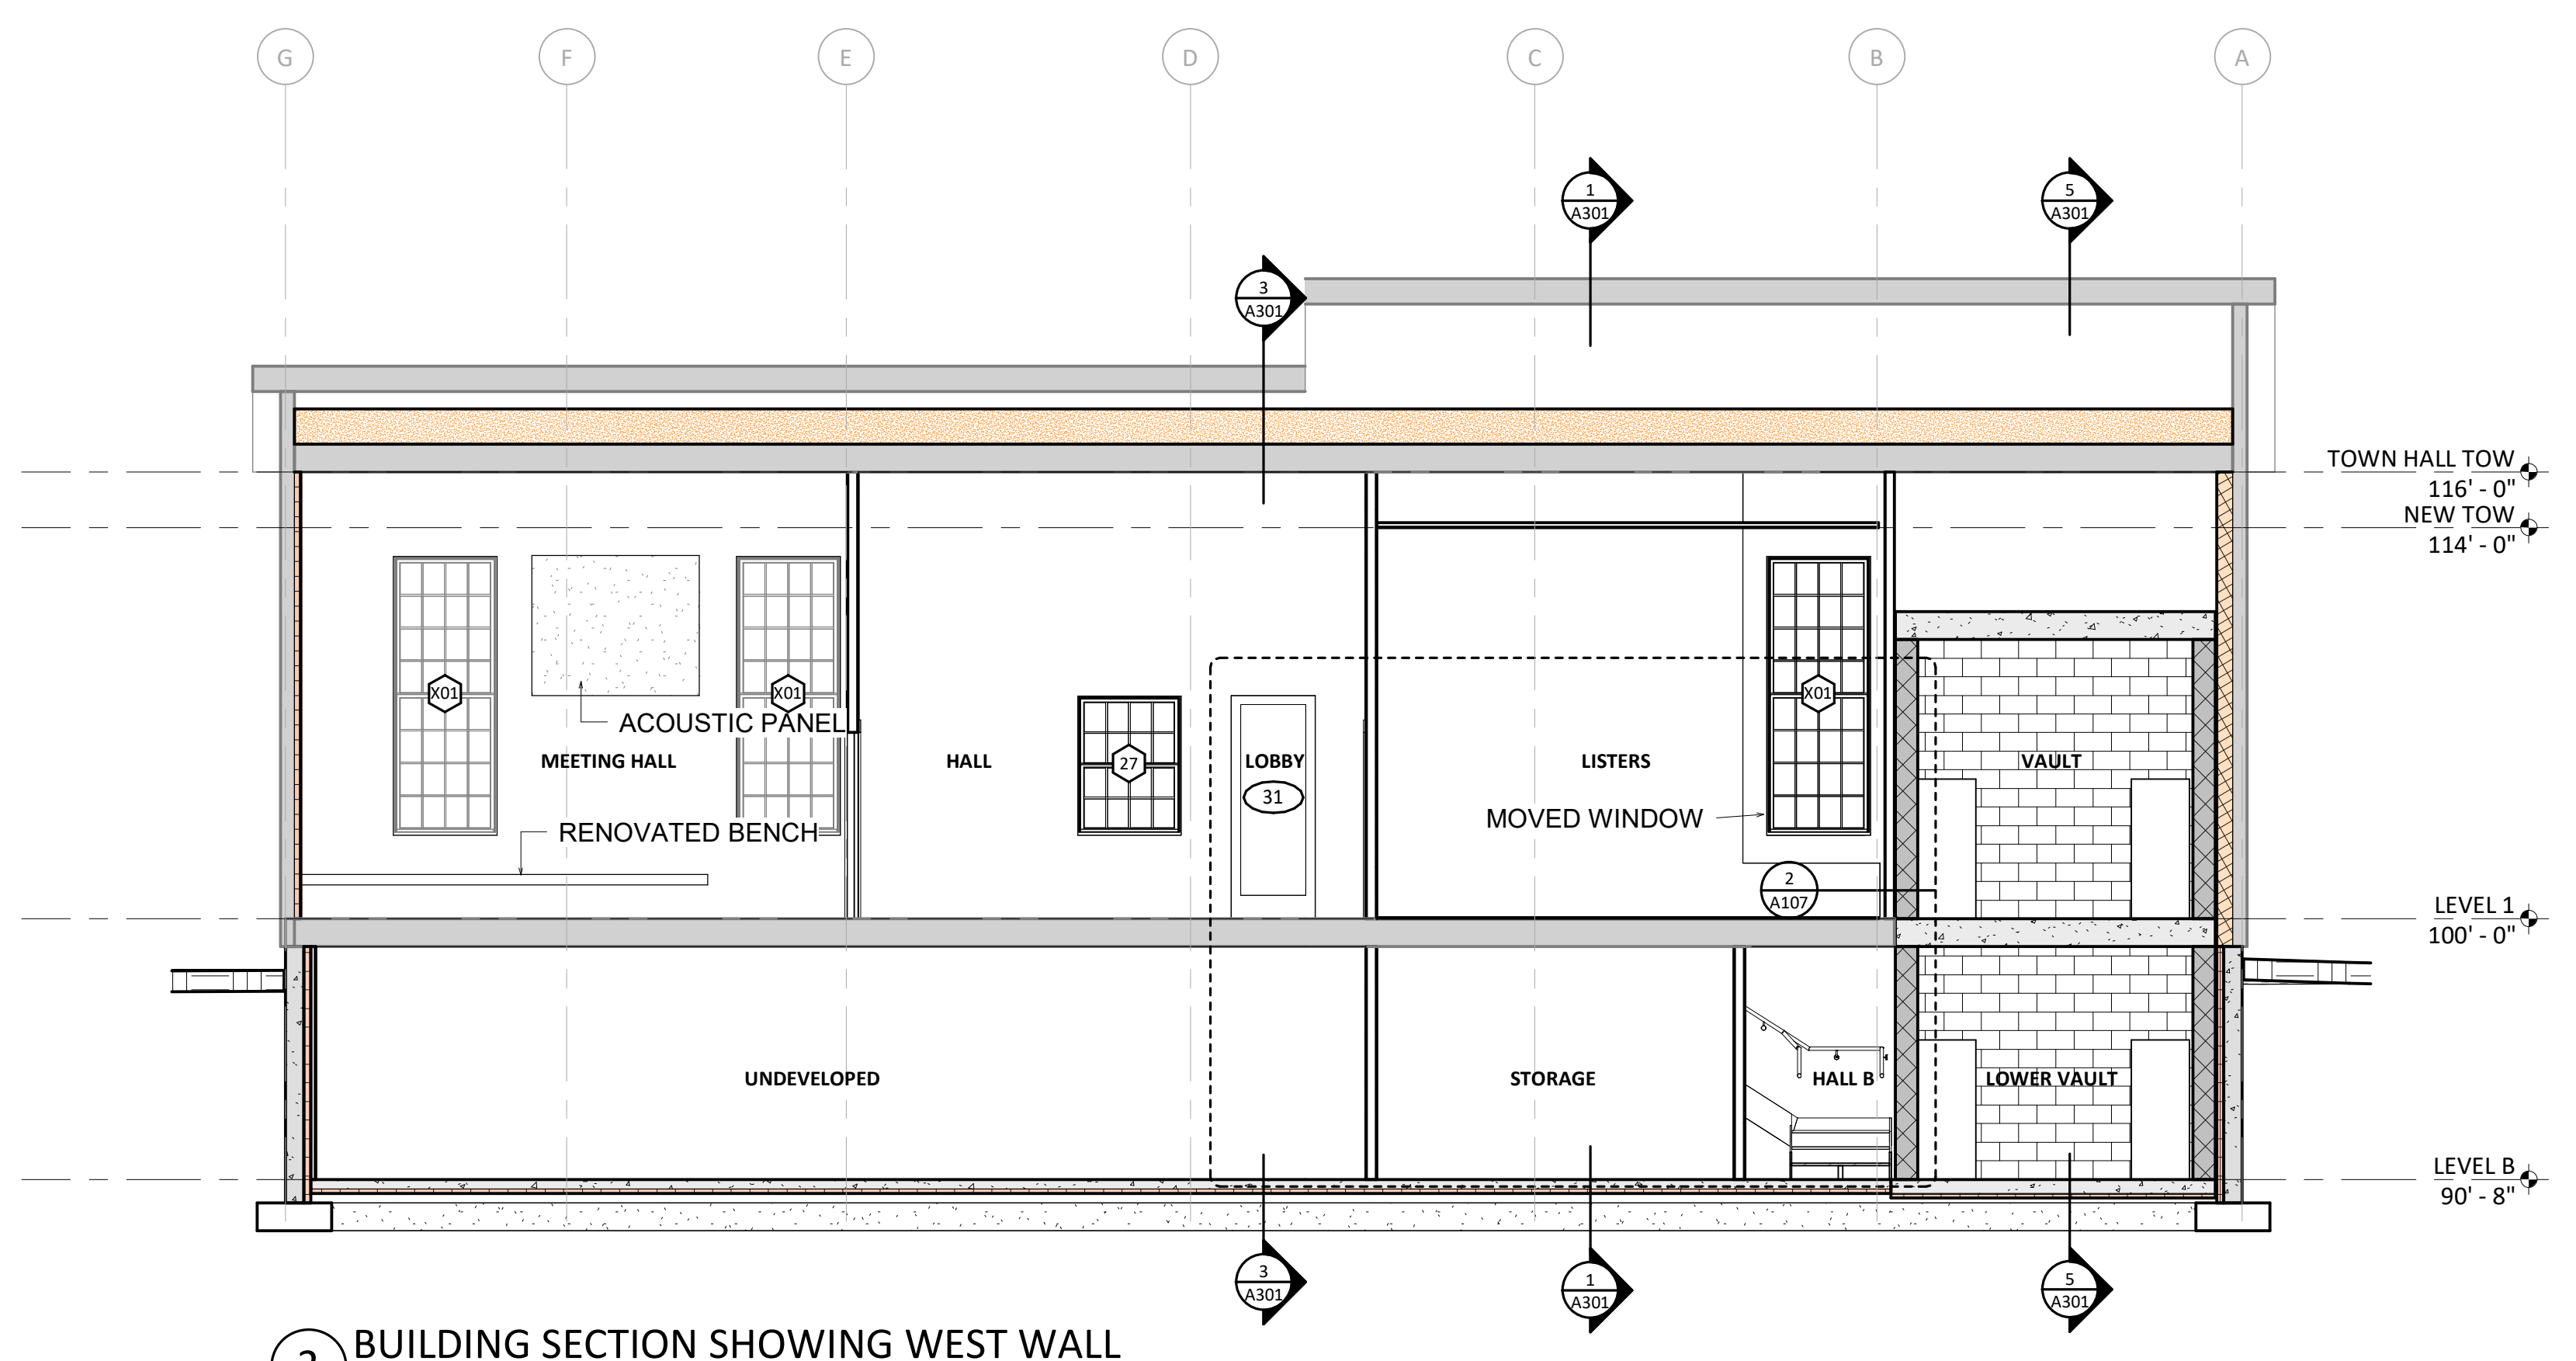 G
F
E
D
C
B
A
1
A301
5
A301
3
A301
TOWN HALL TOW
116' - 0"
NEW TOW
114' - 0"
X01
X01
X01
ACOUSTIC PANEL
MEETING HALL
HALL
27
LOBBY
31
LISTERS
VAULT
RENOVATED BENCH
MOVED WINDOW
2
A107
LEVEL 1
100' - 0"
UNDEVELOPED
STORAGE
HALL B
LOWER VAULT
LEVEL B
90' - 8"
3
A301
1
A301
5
A301
BUILDING SECTION SHOWING WEST WALL